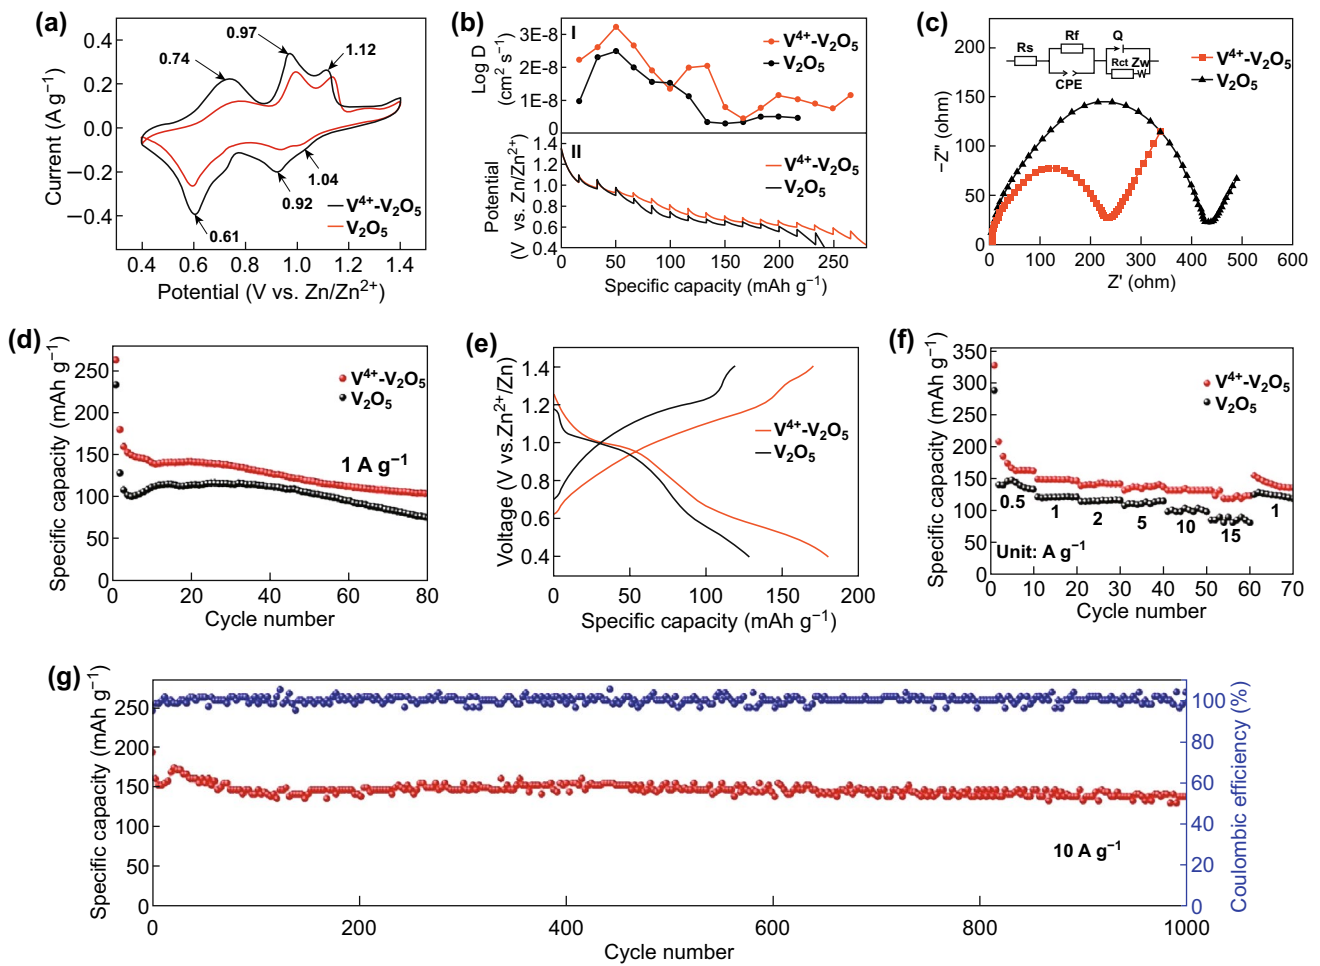 (a)
0.4
0.2
0.0
−0.2
−0.4
Current (A g⁻¹)
0.74
0.97
1.12
1.04
0.92
0.61
V⁴⁺-V₂O₅
V₂O₅
0.4 0.6 0.8 1.0 1.2 1.4
Potential (V vs. Zn/Zn²⁺)
(b)
I
3E−8
2E−8
1E−8
0
Log D
(cm² s⁻¹)
V⁴⁺-V₂O₅
V₂O₅
II
1.4
1.2
1.0
0.8
0.6
0.4
Potential
(V vs. Zn/Zn²⁺)
V⁴⁺-V₂O₅
V₂O₅
0 50 100 150 200 250
Specific capacity (mAh g⁻¹)
(c)
200
150
100
50
0
−Z'' (ohm)
Rs
Rf
CPE
Q
Rct Zw
W
V⁴⁺-V₂O₅
V₂O₅
0 100 200 300 400 500 600
Z' (ohm)
(d)
250
200
150
100
50
0
Specific capacity (mAh g⁻¹)
V⁴⁺-V₂O₅
V₂O₅
1 A g⁻¹
0 20 40 60 80
Cycle number
(e)
1.4
1.2
1.0
0.8
0.6
0.4
Voltage (V vs.Zn²⁺/Zn)
V⁴⁺-V₂O₅
V₂O₅
0 50 100 150 200
Specific capacity (mAh g⁻¹)
(f)
350
300
250
200
150
100
50
0
Specific capacity (mAh g⁻¹)
V⁴⁺-V₂O₅
V₂O₅
0.5 1 2 5 10 15 1
Unit: A g⁻¹
0 10 20 30 40 50 60 70
Cycle number
(g)
250
200
150
100
50
0
Specific capacity (mAh g⁻¹)
10 A g⁻¹
100
80
60
40
20
0
Coulombic efficiency (%)
0 200 400 600 800 1000
Cycle number